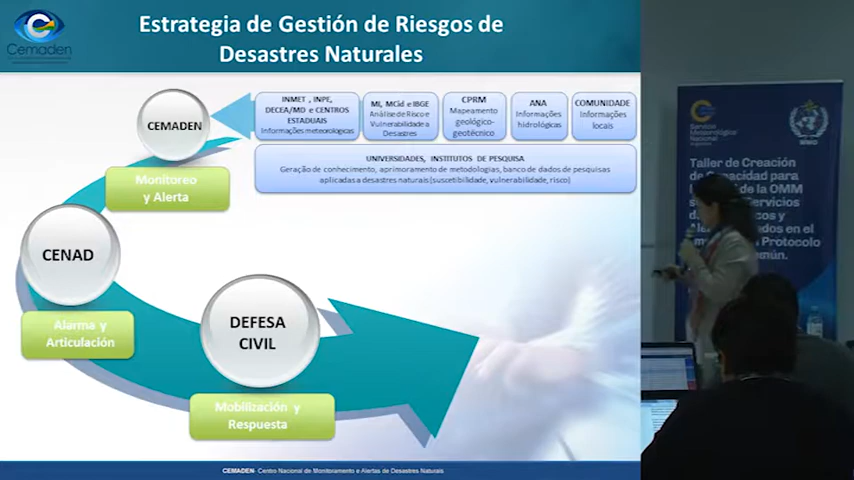 Cemaden
Estrategia de Gestión de Riesgos de
Desastres Naturales
CEMADEN
INMET , INPE,
DECEA/MD e CENTROS
ESTADUAIS
Informações meteorologicas
MI, MCid e IBGE
Análise de Risco e
Vulnerabilidade a
Desastres
CPRM
Mapeamento
geológico-
geotécnico
ANA
Informações
hidrológicas
COMUNIDADE
Informações
locais
UNIVERSIDADES, INSTITUTOS DE PESQUISA
Geração de conhecimento, aprimoramento de metodologias, banco de dados de pesquisas
aplicadas a desastres naturais(suscetibilidade, vulnerabilidade, risco)
Monitoreo
y Alerta
CENAD
Alarma y
Articulación
DEFESA
CIVIL
Mobilización y
Respuesta
CEMADEN- Centro Nacional de Monitoramento e Alertas de Desastres Naturais
Servicio
Meteorológico
Nacional
WMO
Taller de Creación
de Capacidad para
de la OMM
Servicios
y
en el
Protocolo